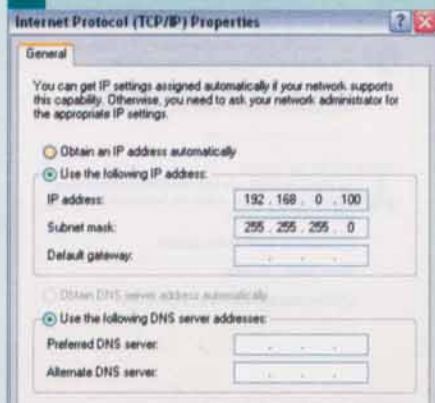 Internet Protocol (TCP/IP) Properties
General
You can get IP settings assigned automatically if your network supports
this capability. Otherwise, you need to ask your network administrator for
the appropriate IP settings.
Obtain an IP address automatically
Use the following IP address:
IP address: 192 . 168 . 0 . 100
Subnet mask: 255 . 255 . 255 . 0
Default gateway: . . .
Obtain DNS server address automatically
Use the following DNS server addresses:
Preferred DNS server: . . .
Alternate DNS server: . . .